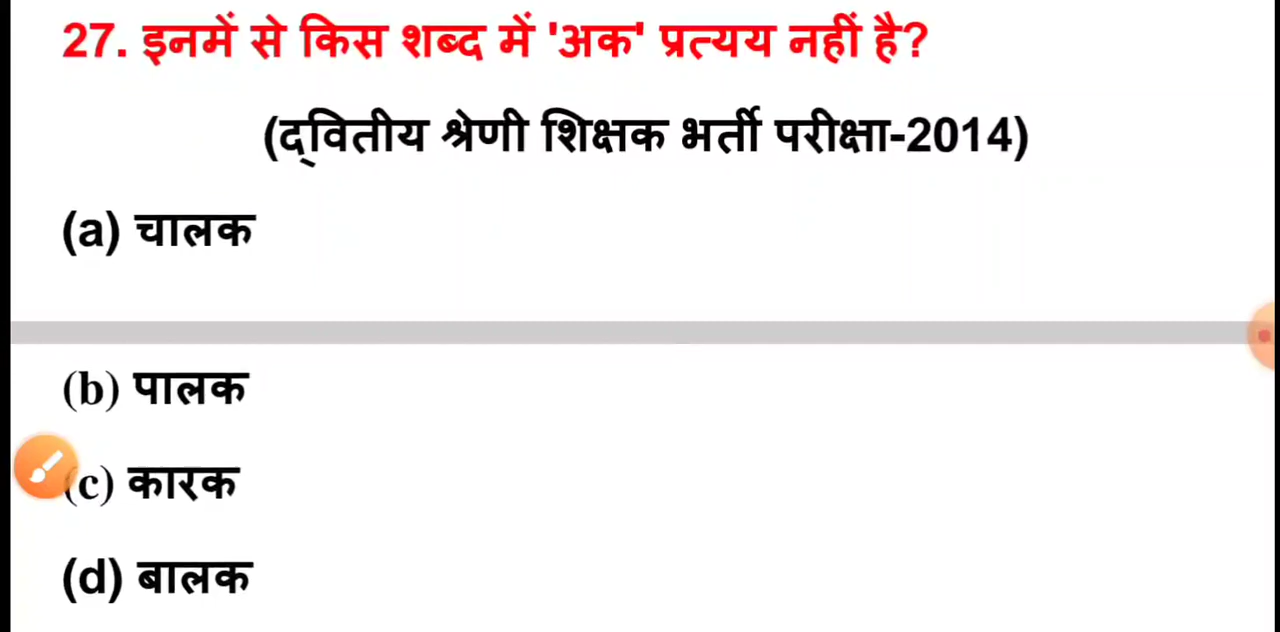 27. इनमें से किस शब्द में 'अक' प्रत्यय नहीं है?
(द्वितीय श्रेणी शिक्षक भर्ती परीक्षा-2014)
(a) चालक
(b) पालक
(c) कारक
(d) बालक